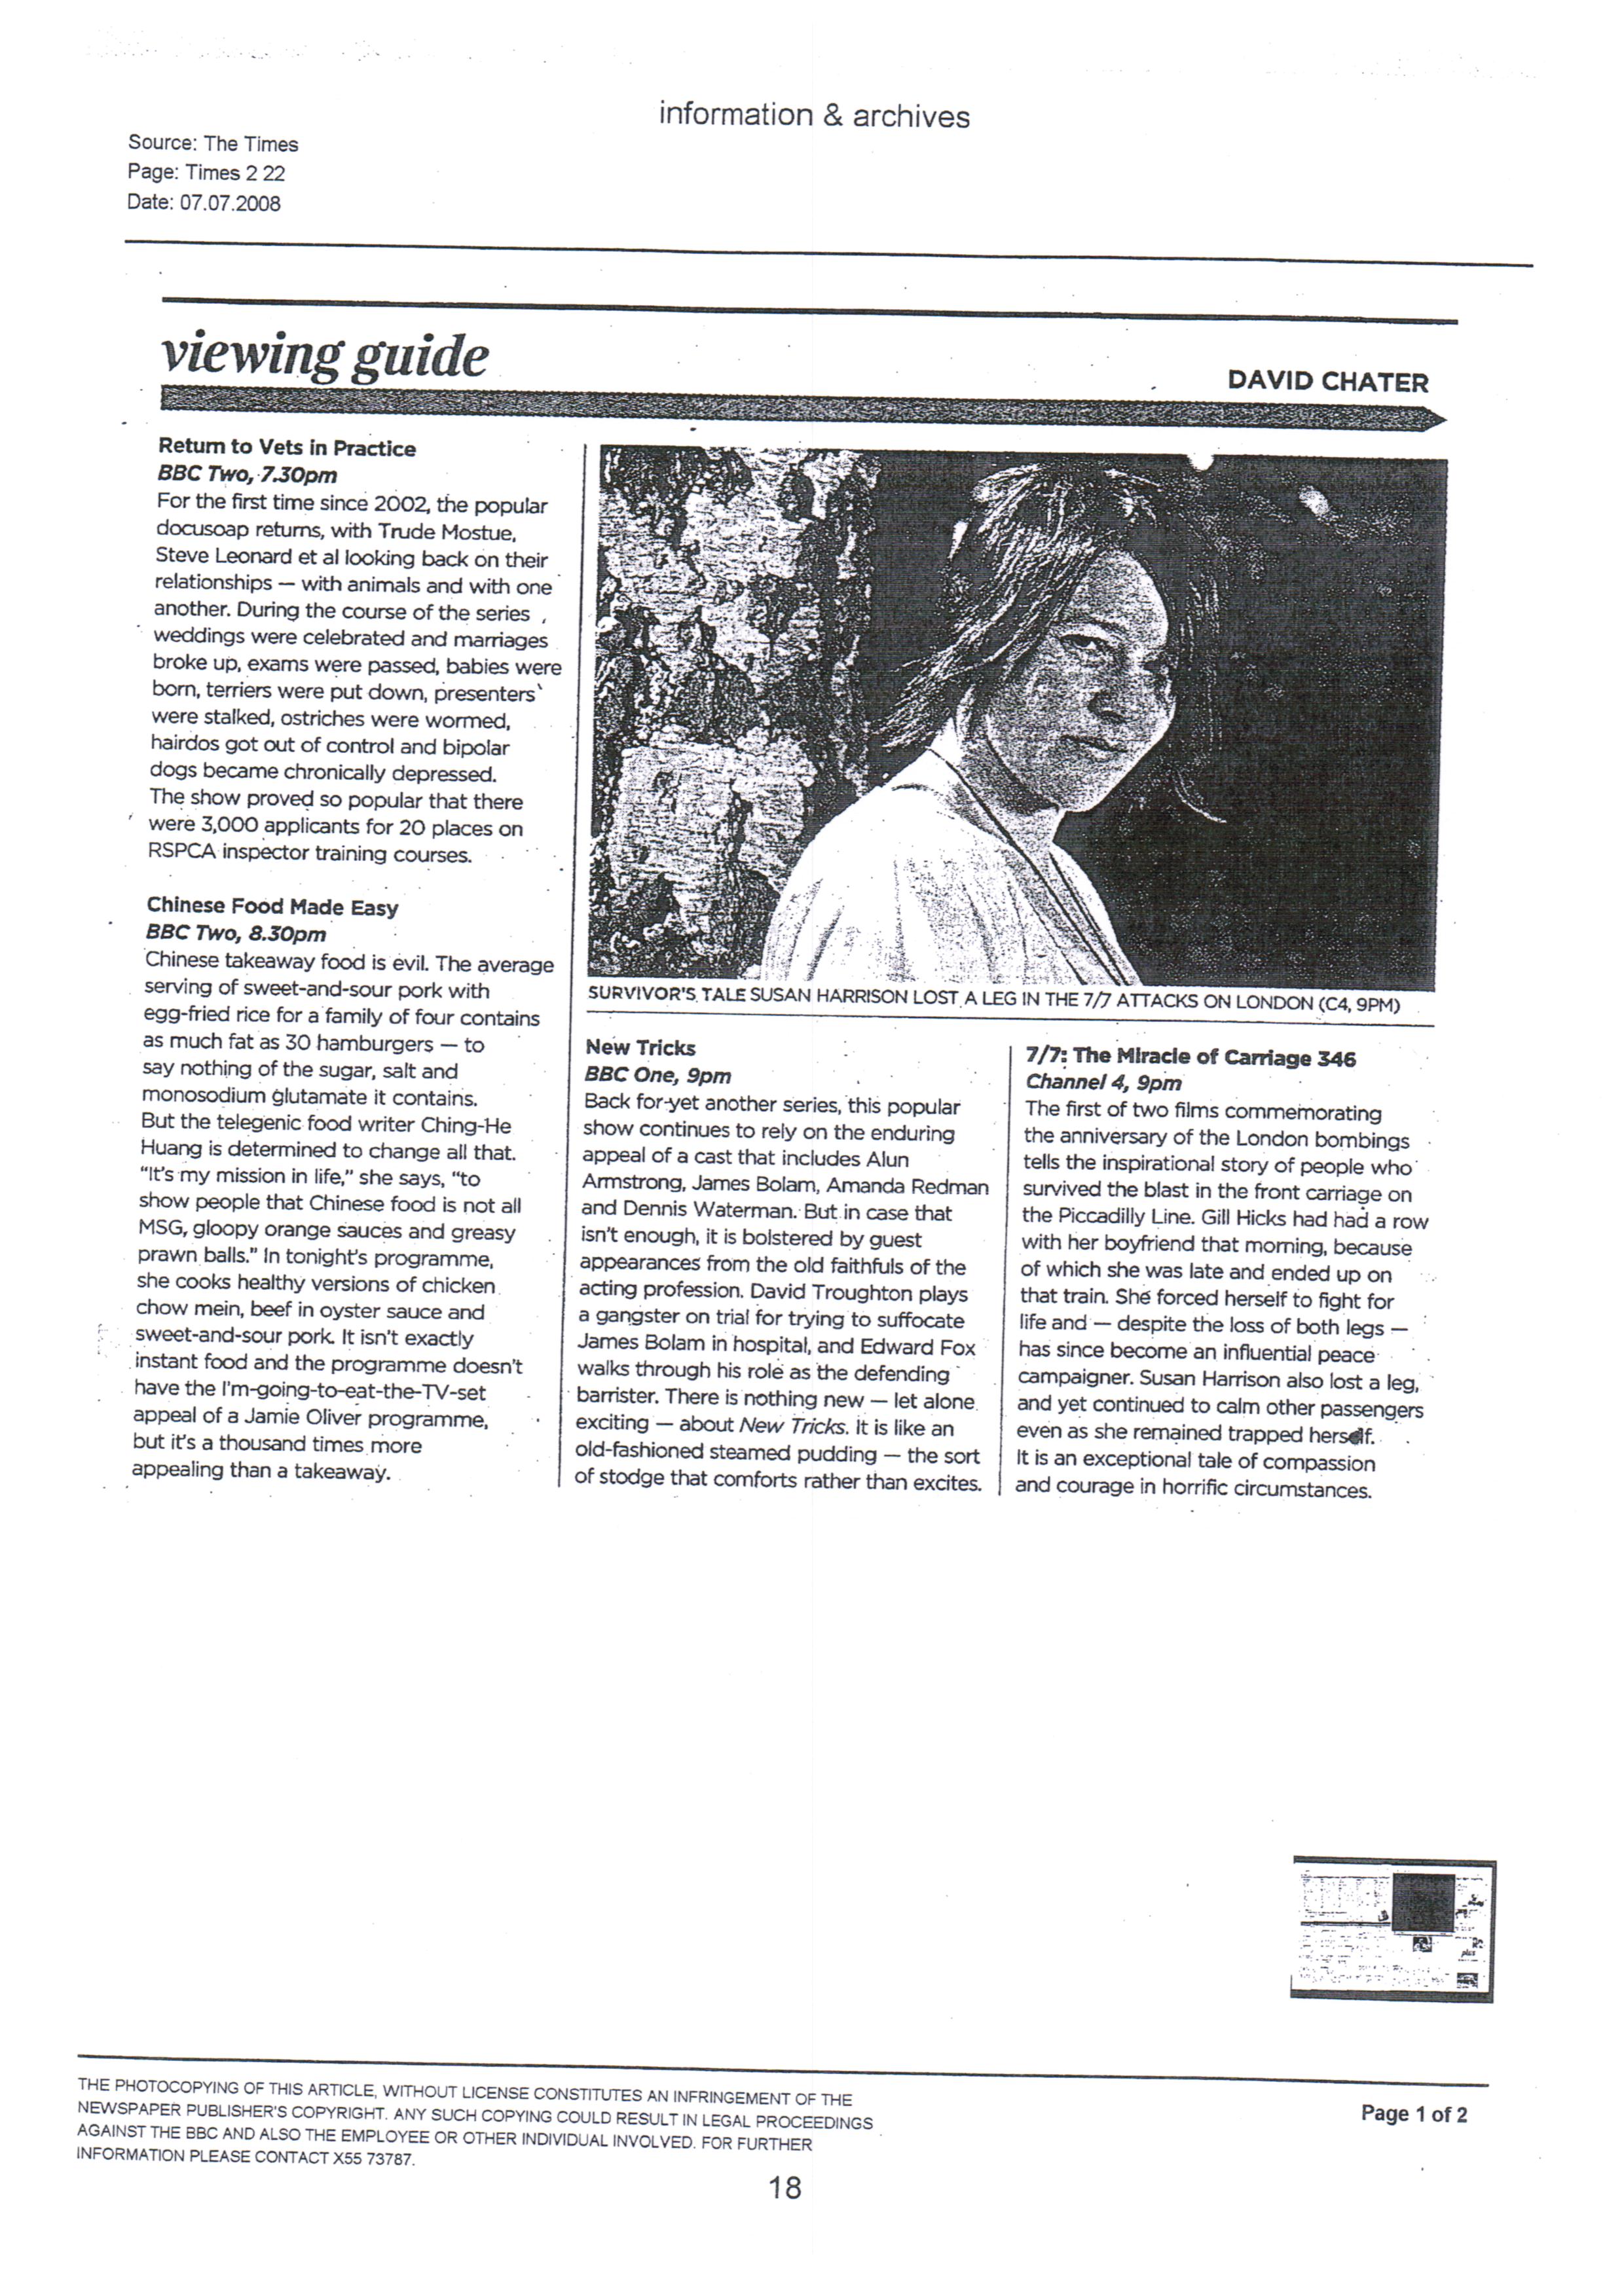 information & archives
Source: The Times
Page: Times 2 22
Date: 07.07.2008
viewing guide
DAVID CHATER
Return to Vets in Practice
BBC Two, 7.30pm
For the first time since 2002, the popular
docusoap returns, with Trude Mostue,
Steve Leonard et al looking back on their
relationships — with animals and with one
another. During the course of the series
weddings were celebrated and marriages
broke up, exams were passed, babies were
born, terriers were put down, presenters
were stalked, ostriches were wormed,
hairdos got out of control and bipolar
dogs became chronically depressed.
The show proved so popular that there
were 3,000 applicants for 20 places on
RSPCA inspector training courses.
Chinese Food Made Easy
BBC Two, 8.30pm
Chinese takeaway food is evil. The average
serving of sweet-and-sour pork with
egg-fried rice for a family of four contains
as much fat as 30 hamburgers — to
say nothing of the sugar, salt and
monosodium glutamate it contains.
But the telegenic food writer Ching-He
Huang is determined to change all that.
“It's my mission in life,” she says, “to
show people that Chinese food is not all
MSG, gloopy orange sauces and greasy
prawn balls.” In tonight's programme,
she cooks healthy versions of chicken
chow mein, beef in oyster sauce and
sweet-and-sour pork. It isn't exactly
instant food and the programme doesn't
have the I'm-going-to-eat-the-TV-set
appeal of a Jamie Oliver programme,
but it's a thousand times more
appealing than a takeaway.
SURVIVOR'S TALE SUSAN HARRISON LOST A LEG IN THE 7/7 ATTACKS ON LONDON (C4, 9PM)
New Tricks
BBC One, 9pm
Back for yet another series, this popular
show continues to rely on the enduring
appeal of a cast that includes Alun
Armstrong, James Bolam, Amanda Redman
and Dennis Waterman. But in case that
isn't enough, it is bolstered by guest
appearances from the old faithfuls of the
acting profession. David Troughton plays
a gangster on trial for trying to suffocate
James Bolam in hospital, and Edward Fox
walks through his role as the defending
barrister. There is nothing new — let alone
exciting — about New Tricks. It is like an
old-fashioned steamed pudding — the sort
of stodge that comforts rather than excites.
7/7: The Miracle of Carriage 346
Channel 4, 9pm
The first of two films commemorating
the anniversary of the London bombings
tells the inspirational story of people who
survived the blast in the front carriage on
the Piccadilly Line. Gill Hicks had had a row
with her boyfriend that morning, because
of which she was late and ended up on
that train. She forced herself to fight for
life and — despite the loss of both legs —
has since become an influential peace
campaigner. Susan Harrison also lost a leg,
and yet continued to calm other passengers
even as she remained trapped herself.
It is an exceptional tale of compassion
and courage in horrific circumstances.
THE PHOTOCOPYING OF THIS ARTICLE, WITHOUT LICENSE CONSTITUTES AN INFRINGEMENT OF THE
NEWSPAPER PUBLISHER'S COPYRIGHT. ANY SUCH COPYING COULD RESULT IN LEGAL PROCEEDINGS
AGAINST THE BBC AND ALSO THE EMPLOYEE OR OTHER INDIVIDUAL INVOLVED. FOR FURTHER
INFORMATION PLEASE CONTACT X55 73787.
Page 1 of 2
18